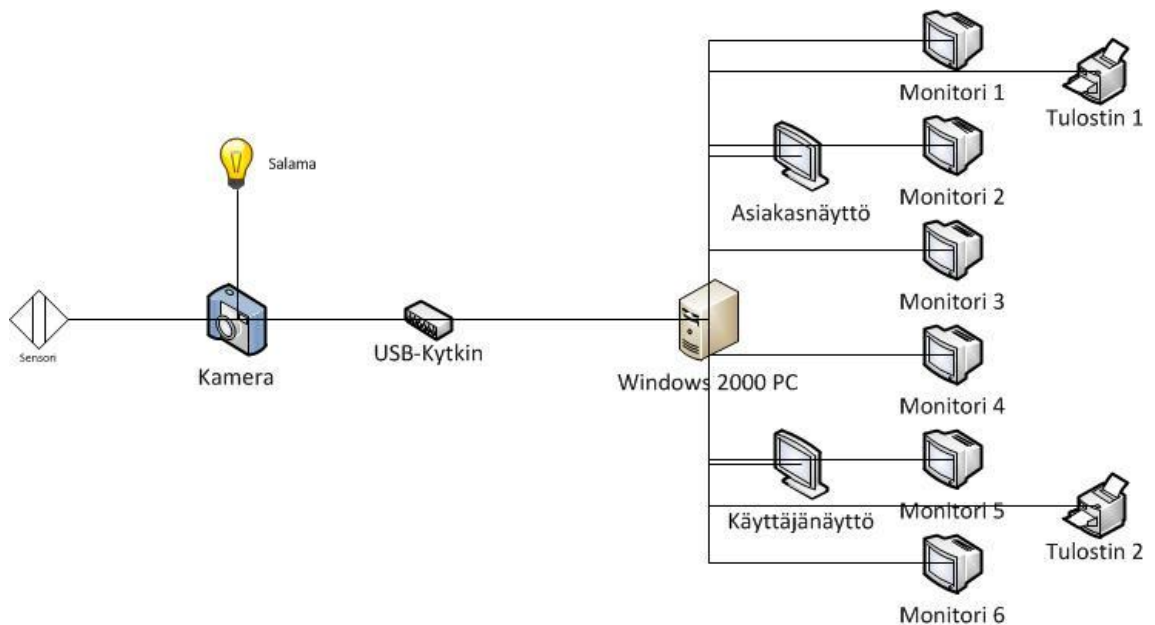 Monitori 1
Tulostin 1
Salama
Asiakasnäyttö
Monitori 2
Monitori 3
Sensori
Kamera
USB-Kytkin
Windows 2000 PC
Monitori 4
Käyttäjänäyttö
Monitori 5
Tulostin 2
Monitori 6